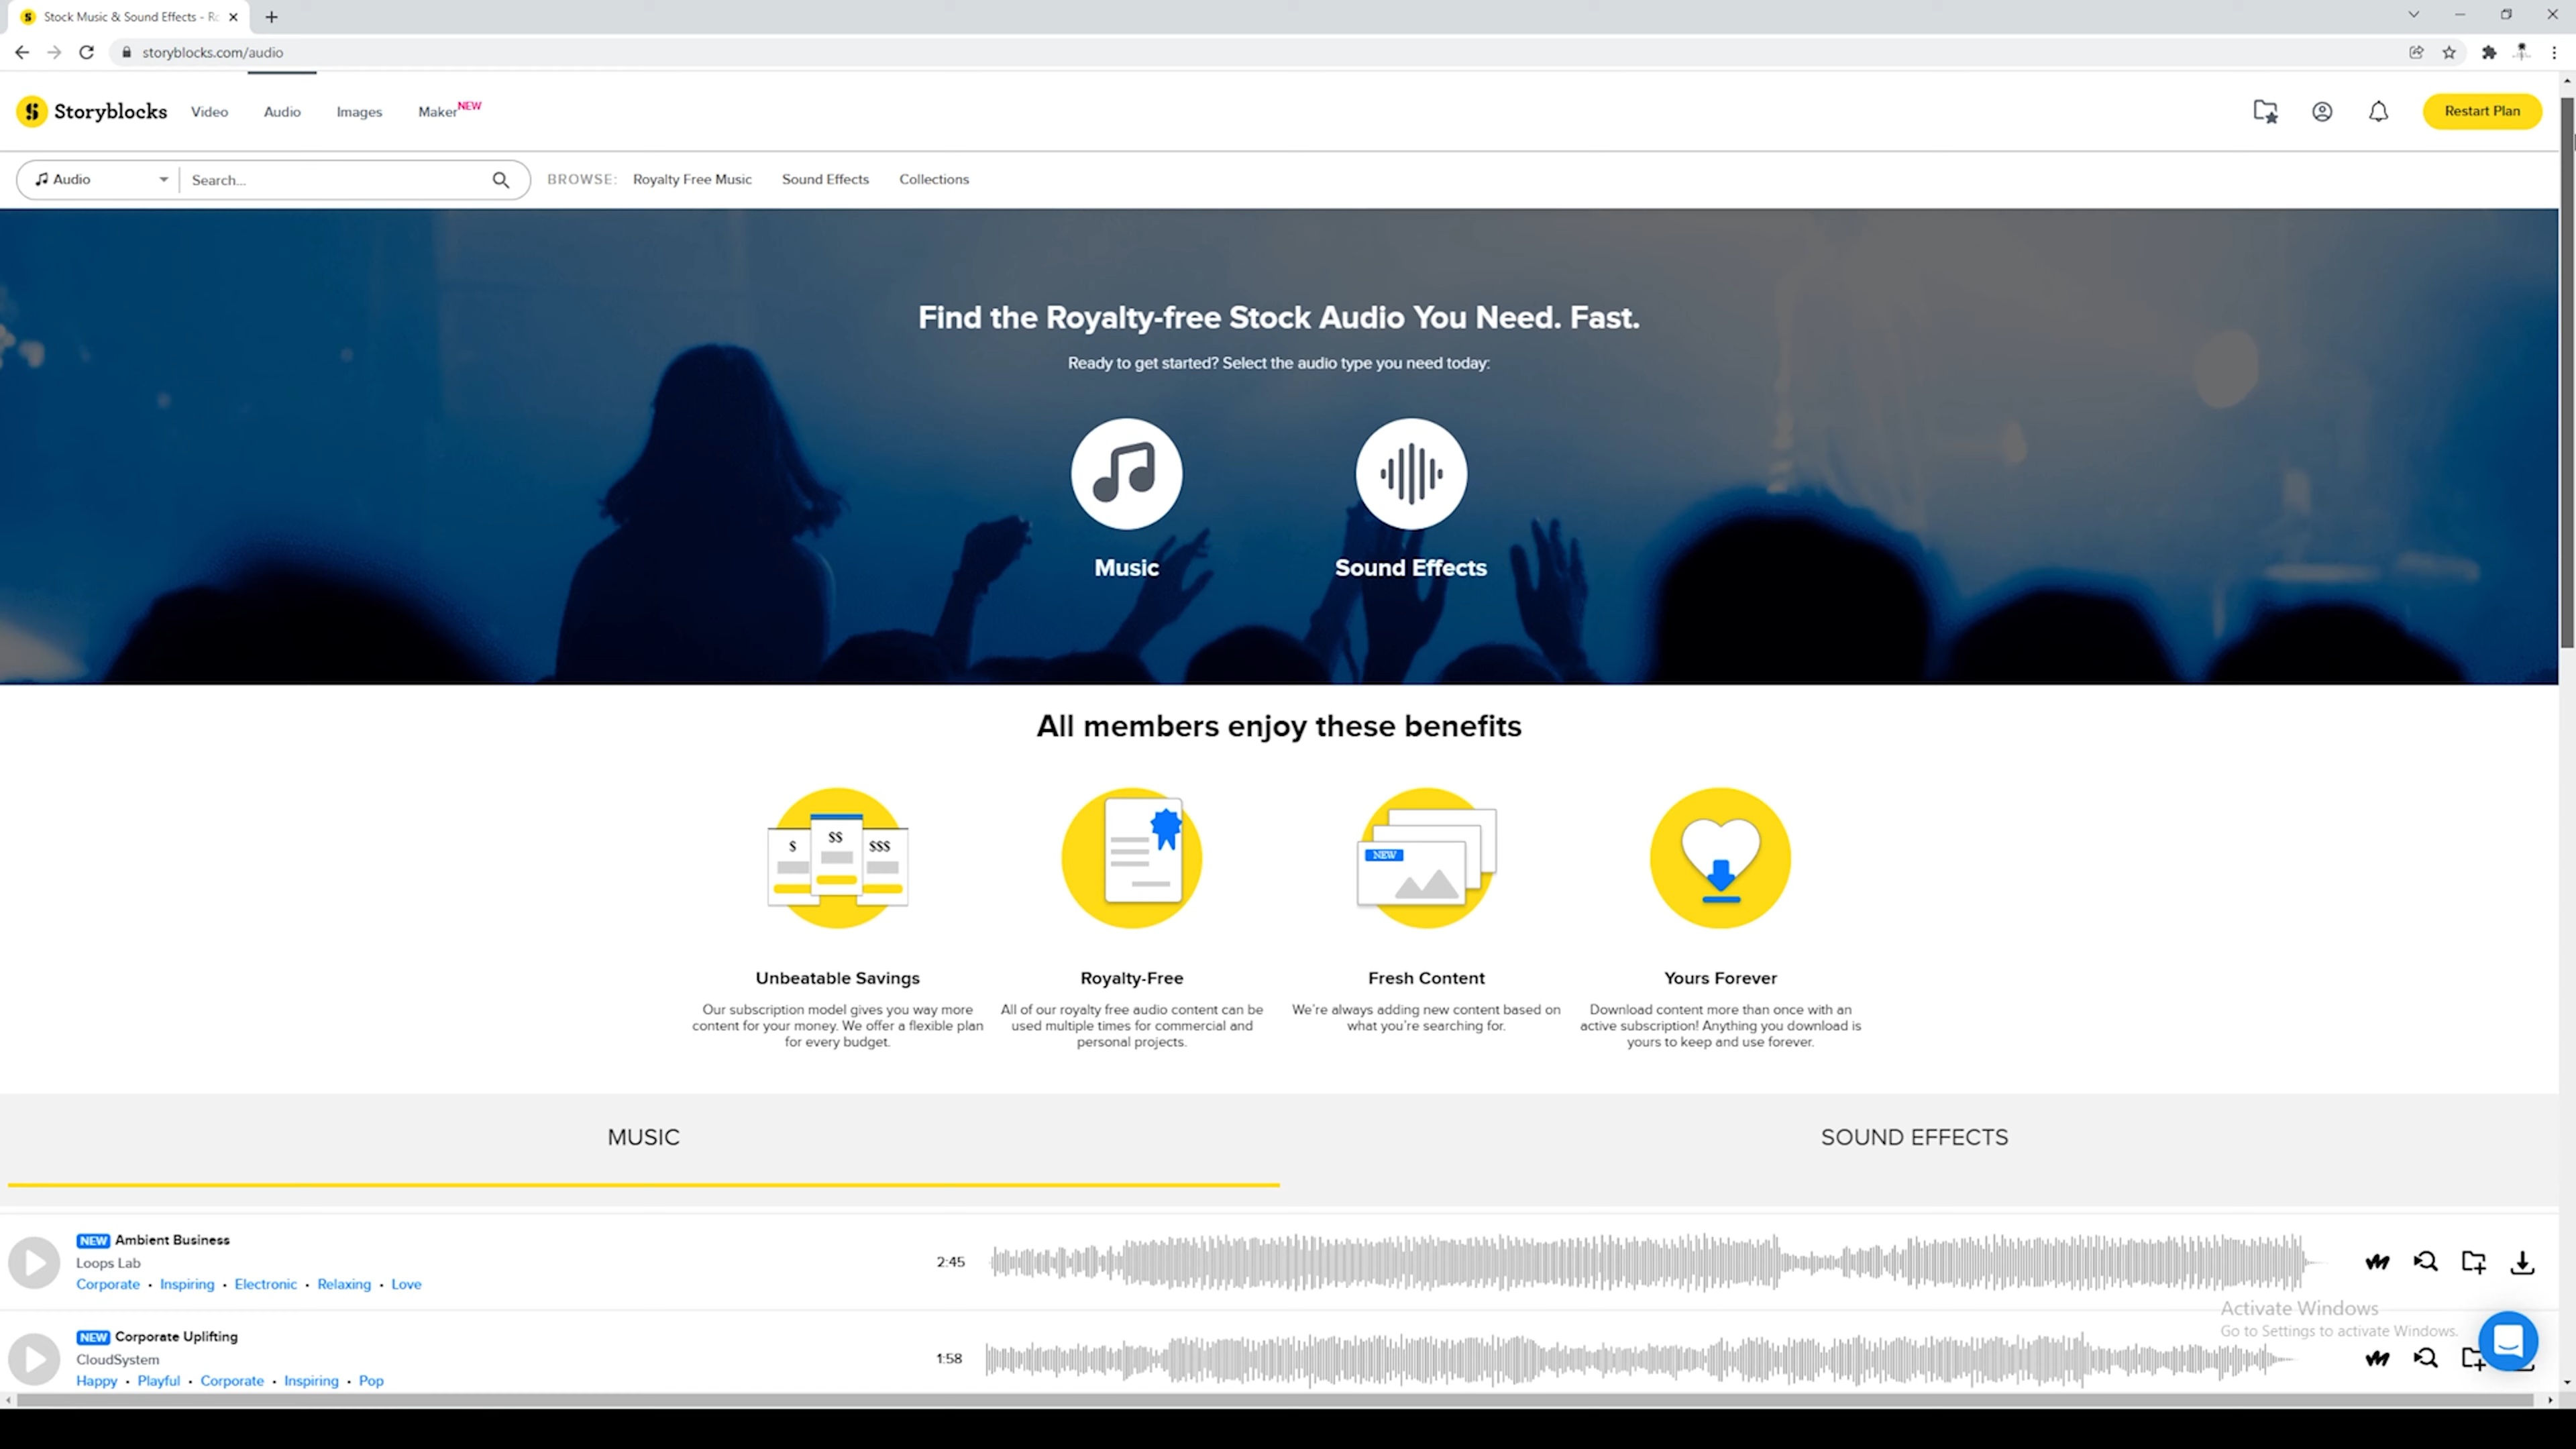 Stock Music & Sound Effects - Ro
storyblocks.com/audio
Storyblocks
Video
Audio
Images
Maker NEW
Restart Plan
Audio
Search...
BROWSE:
Royalty Free Music
Sound Effects
Collections
Find the Royalty-free Stock Audio You Need. Fast.
Ready to get started? Select the audio type you need today:
Music
Sound Effects
All members enjoy these benefits
$
$$
$$$
NEW
Unbeatable Savings
Our subscription model gives you way more
content for your money. We offer a flexible plan
for every budget.
Royalty-Free
All of our royalty free audio content can be
used multiple times for commercial and
personal projects.
Fresh Content
We're always adding new content based on
what you're searching for.
Yours Forever
Download content more than once with an
active subscription! Anything you download is
yours to keep and use forever.
MUSIC
SOUND EFFECTS
NEW Ambient Business
Loops Lab
Corporate • Inspiring • Electronic • Relaxing • Love
2:45
NEW Corporate Uplifting
CloudSystem
Happy • Playful • Corporate • Inspiring • Pop
1:58
Activate Windows
Go to Settings to activate Windows.